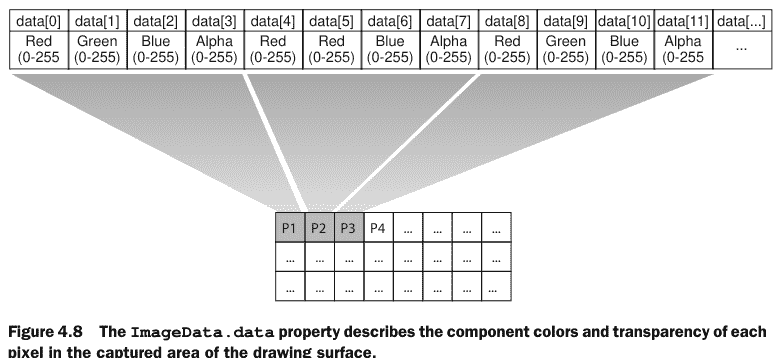 data[0] data[1] data[2] data[3] data[4] data[5] data[6] data[7] data[8] data[9] data[10] data[11] data[...]
Red Green Blue Alpha Red Red Blue Alpha Red Green Blue Alpha ...
(0-255 (0-255) (0-255) (0-255) (0-255 (0-255) (0-255) (0-255) (0-255 (0-255) (0-255) (0-255)
P1 P2 P3 P4 ... ... ... ...
... ... ... ... ... ... ... ...
... ... ... ... ... ... ... ...
Figure 4.8 The ImageData.data property describes the component colors and transparency of each
pixel in the captured area of the drawing surface.